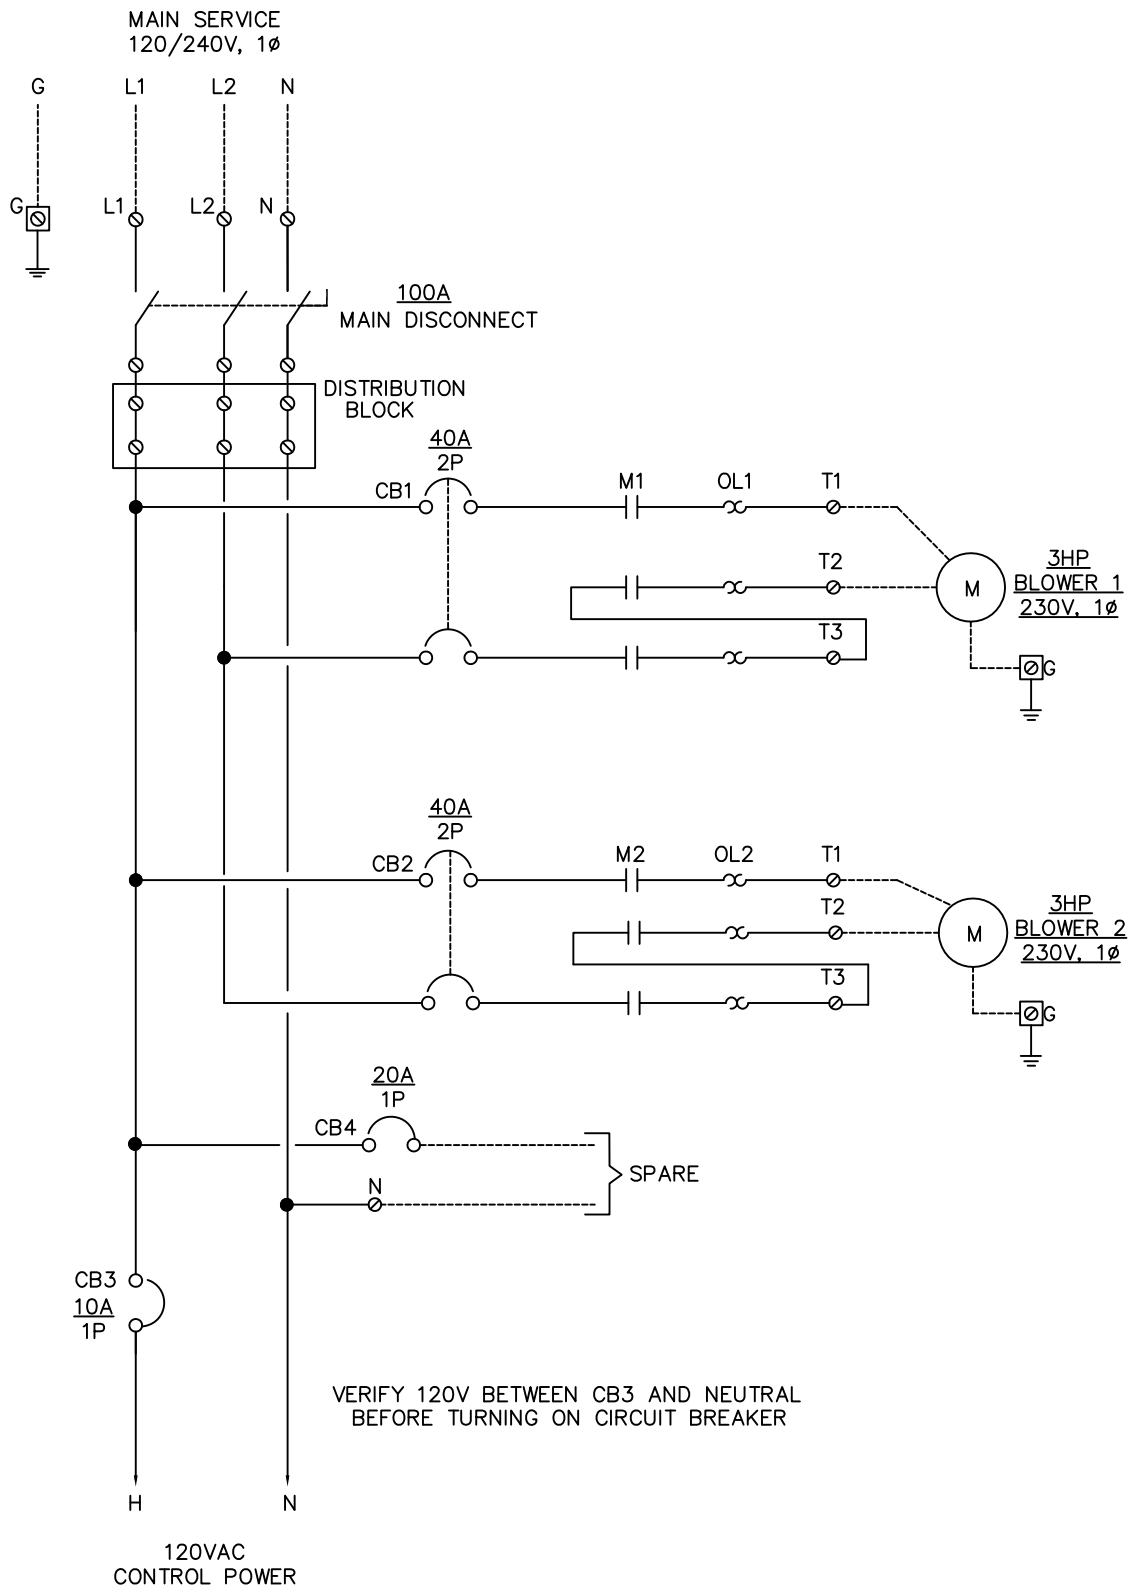 MAIN SERVICE
120/240V, 1ø
G L1 L2 N
G L1 L2 N
100A
MAIN DISCONNECT
DISTRIBUTION
BLOCK
40A
2P
CB1 M1 OL1 T1
T2
3HP
BLOWER 1
230V, 1ø
M
T3
G
40A
2P
CB2 M2 OL2 T1
T2
3HP
BLOWER 2
230V, 1ø
M
T3
G
20A
1P
CB4
SPARE
N
CB3
10A
1P
VERIFY 120V BETWEEN CB3 AND NEUTRAL
BEFORE TURNING ON CIRCUIT BREAKER
H N
120VAC
CONTROL POWER